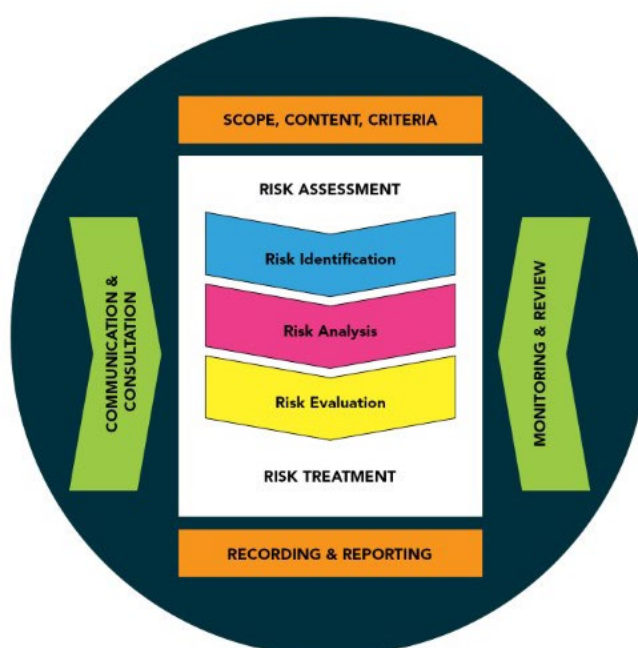 SCOPE, CONTENT, CRITERIA
RISK ASSESSMENT
Risk Identification
Risk Analysis
Risk Evaluation
RISK TREATMENT
COMMUNICATION &
CONSULTATION
MONITORING & REVIEW
RECORDING & REPORTING